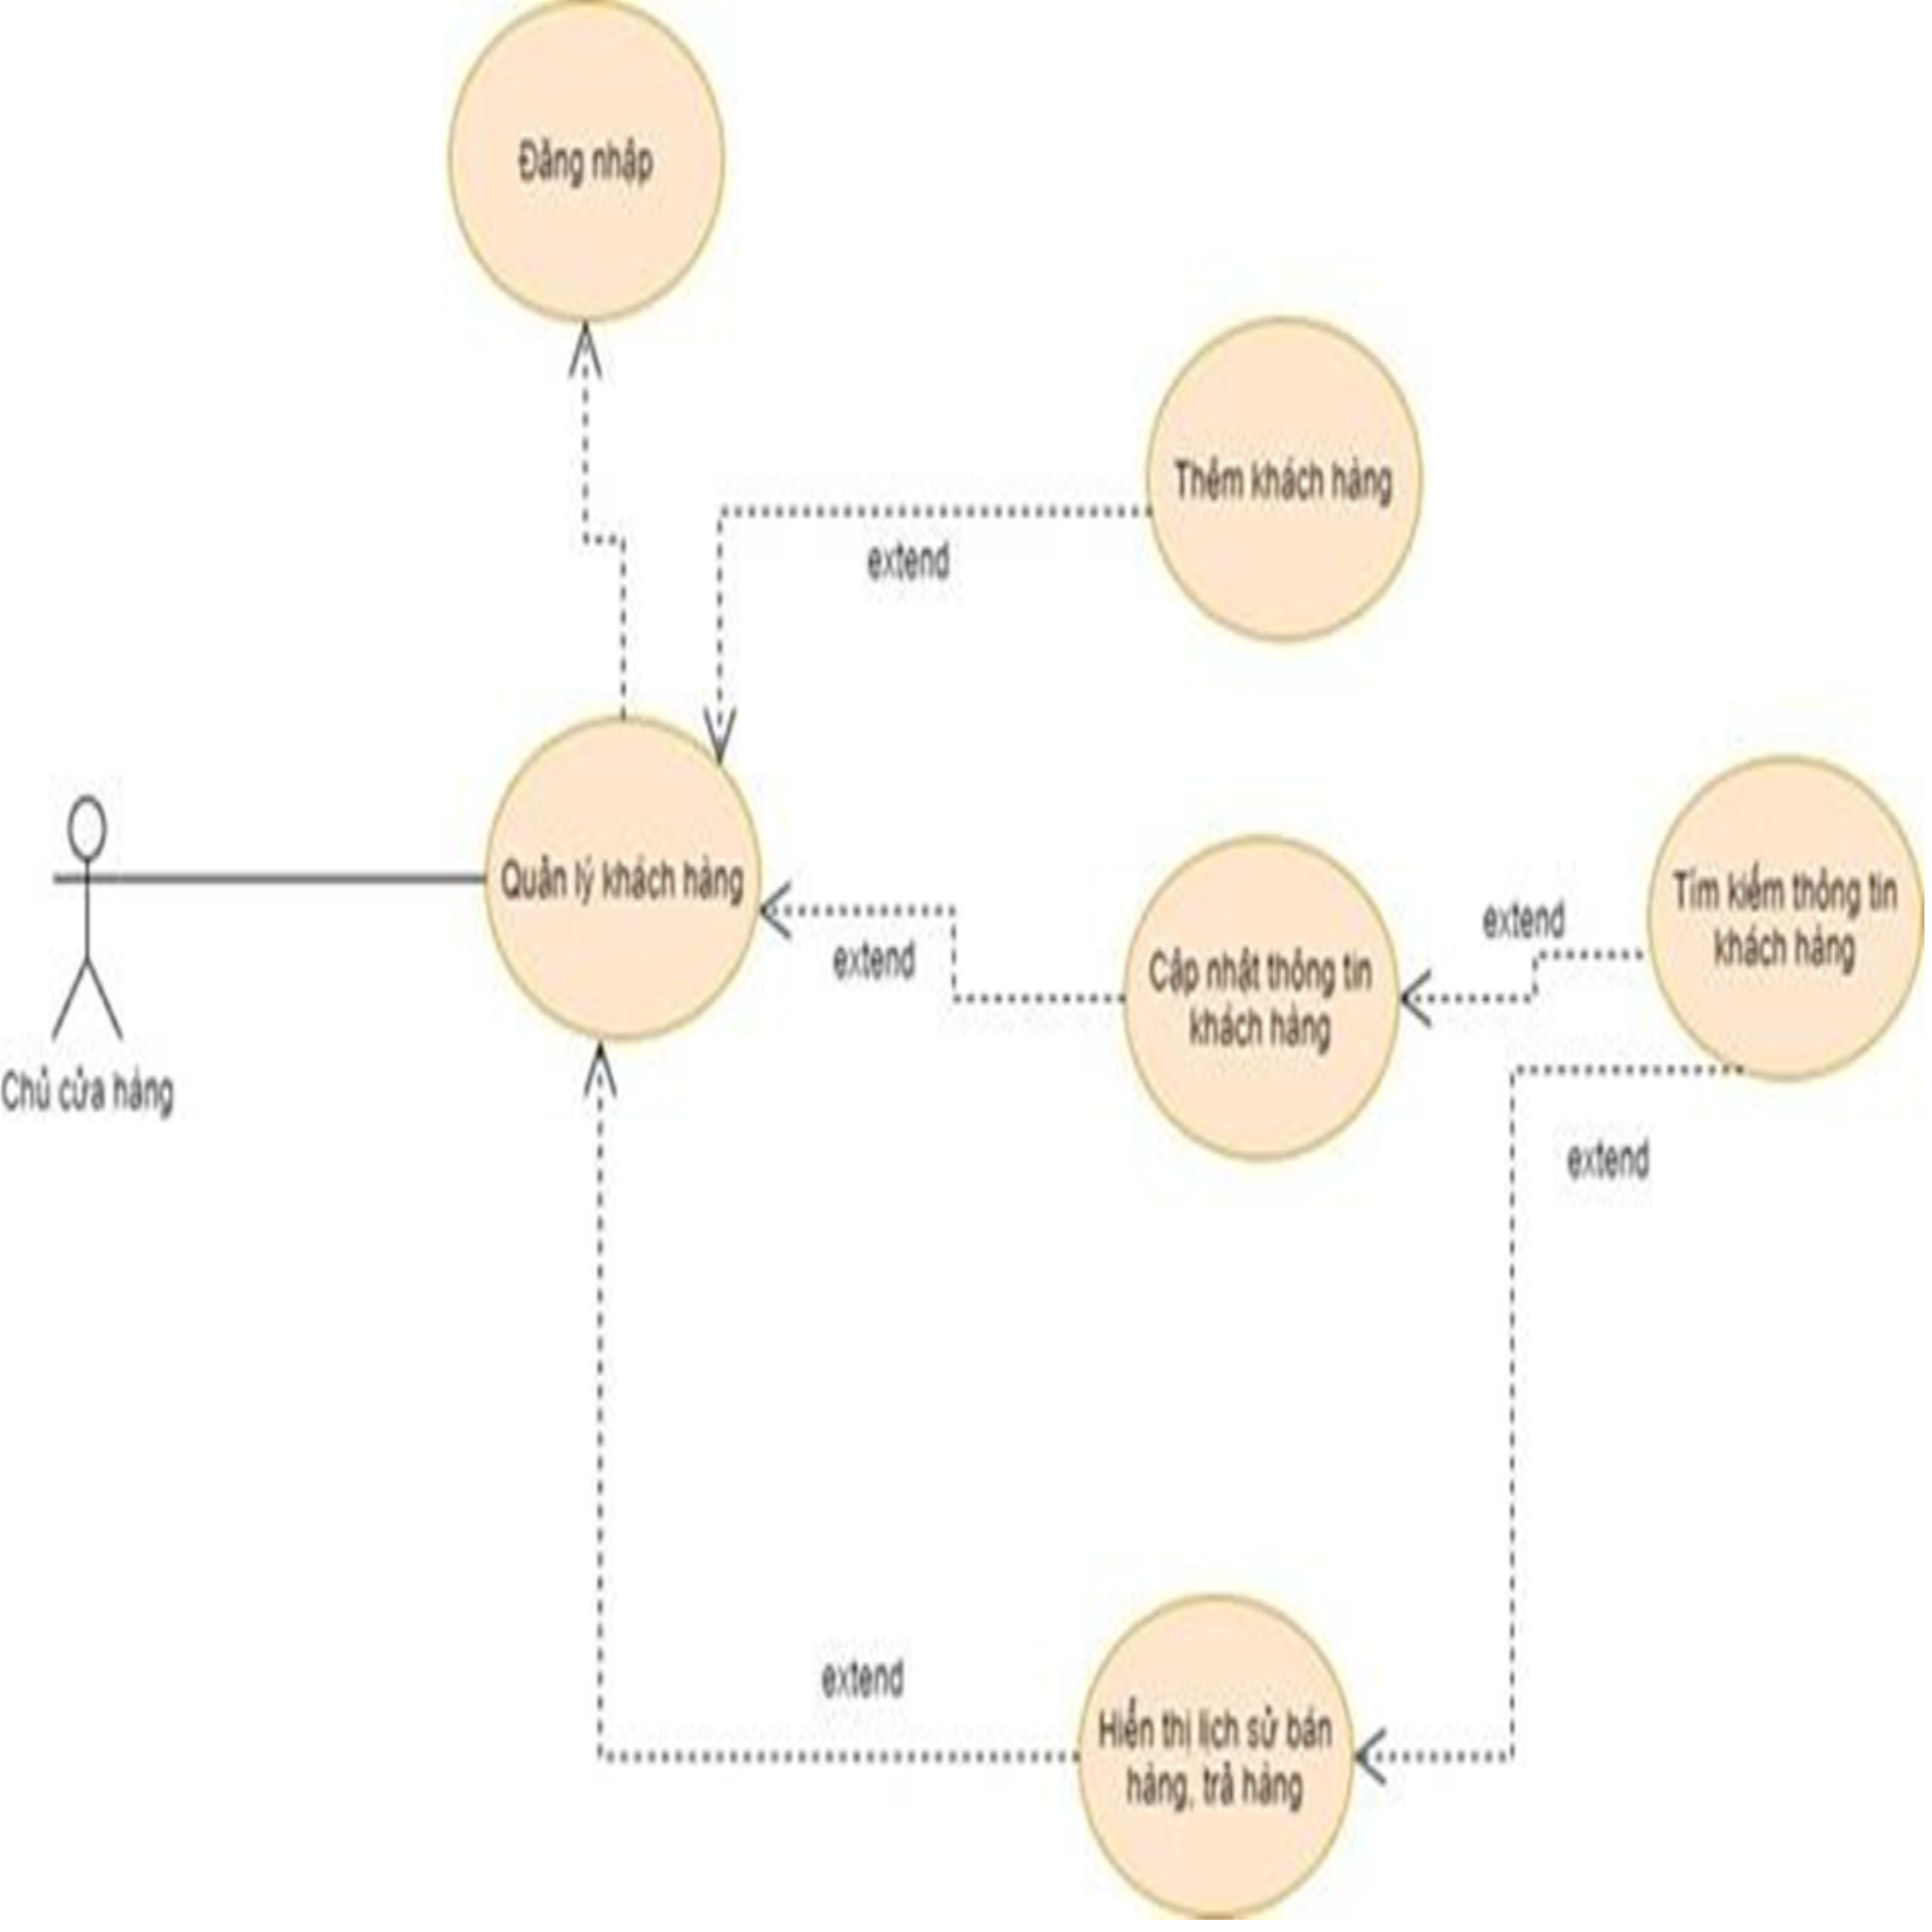 Đăng nhập
Thêm khách hàng
extend
Quản lý khách hàng
Tìm kiếm thông tin
khách hàng
extend
extend
Cập nhật thông tin
khách hàng
Chủ cửa hàng
extend
extend
Hiển thị lịch sử bán
hàng, trả hàng